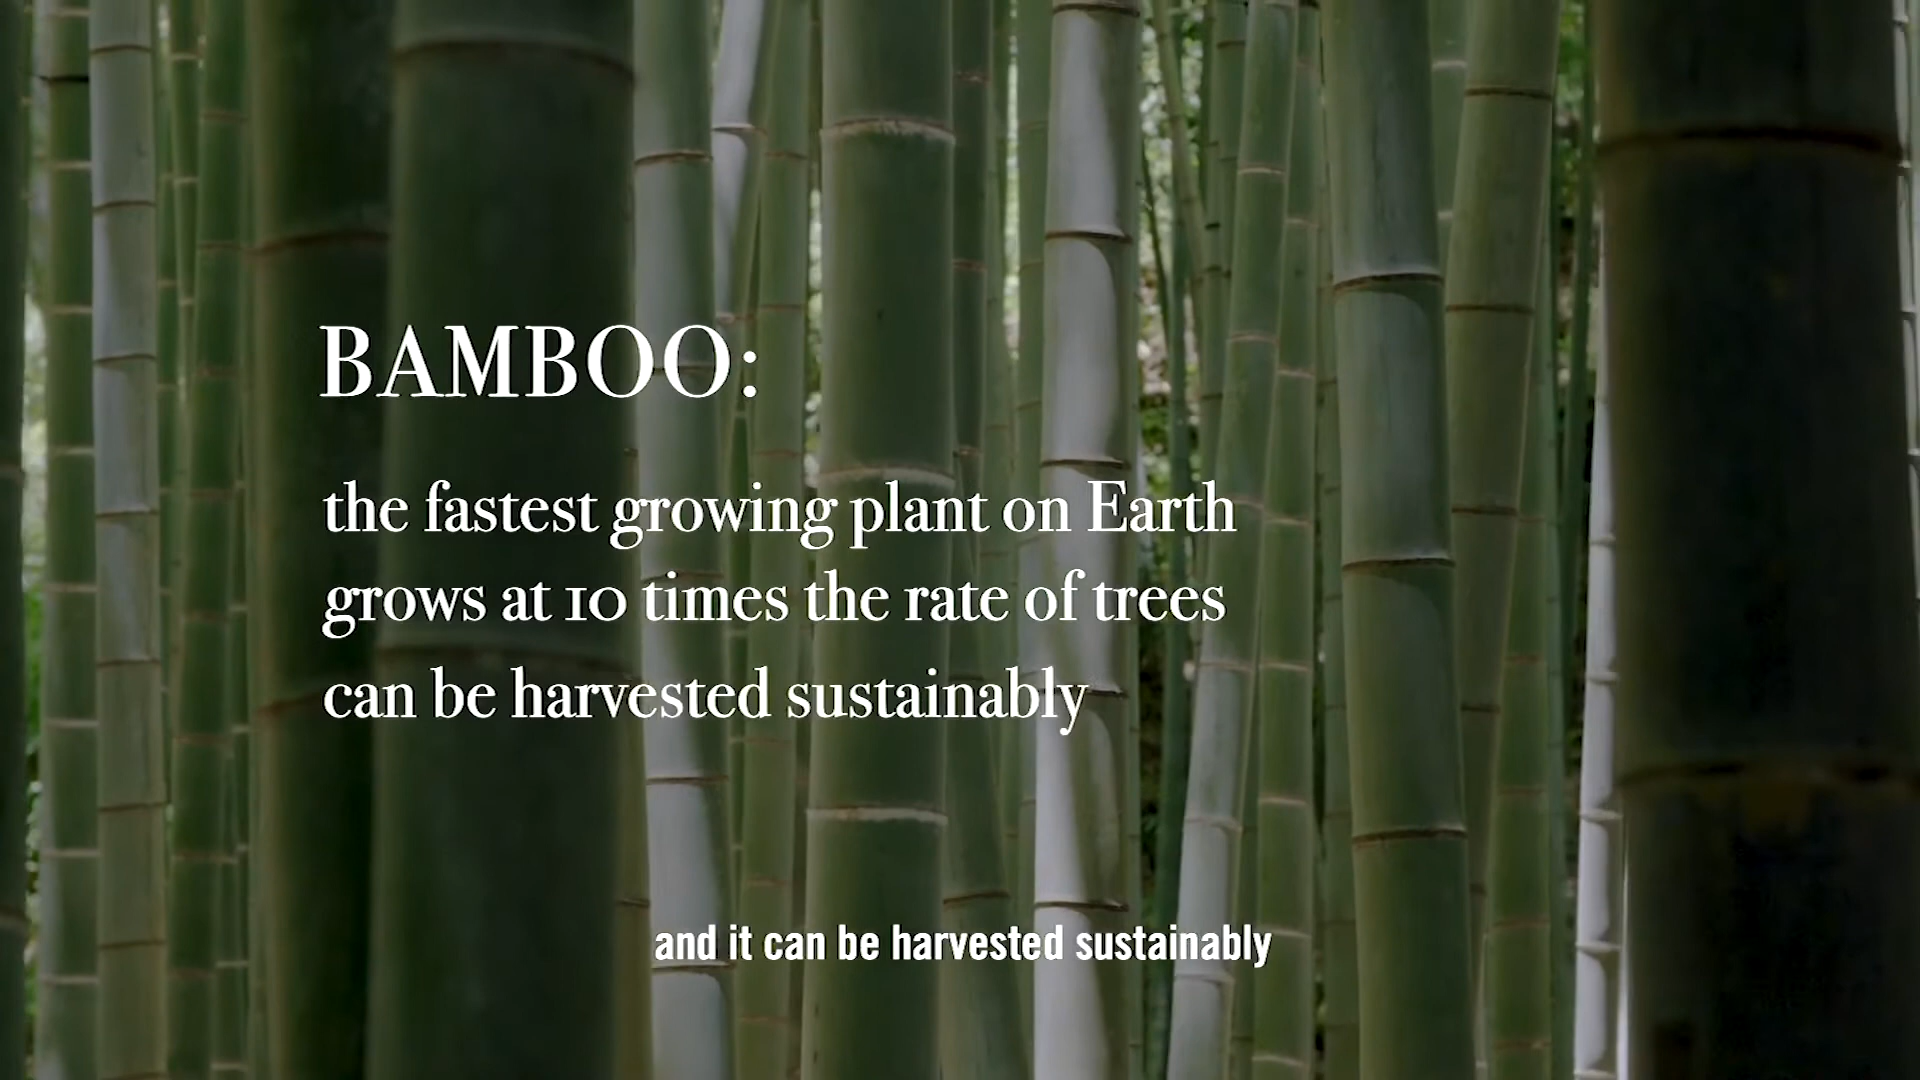 BAMBOO:
the fastest growing plant on Earth
grows at 10 times the rate of trees
can be harvested sustainably
and it can be harvested sustainably